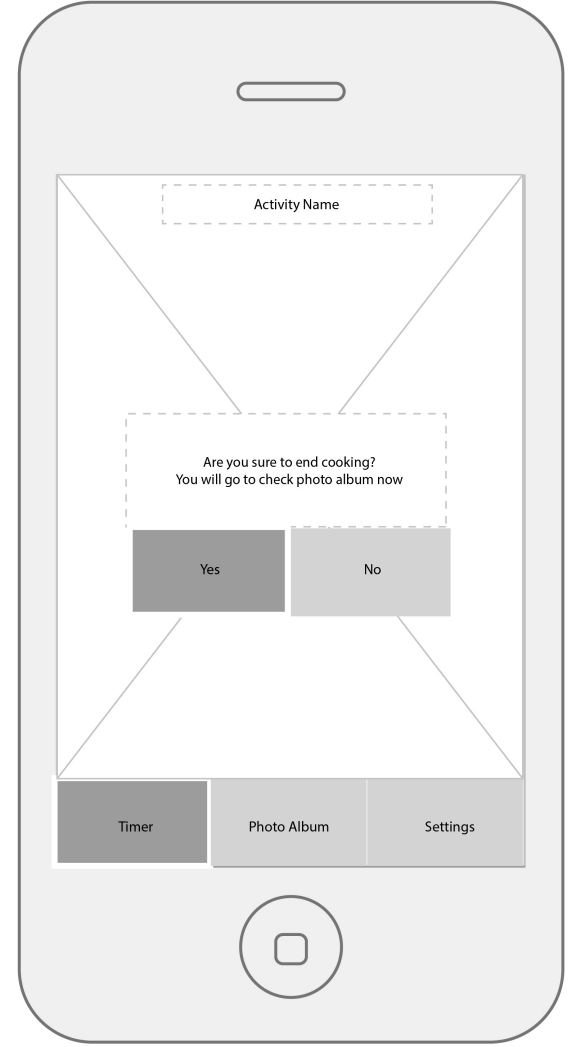 Activity Name
Are you sure to end cooking?
You will go to check photo album now
Yes
No
Timer
Photo Album
Settings